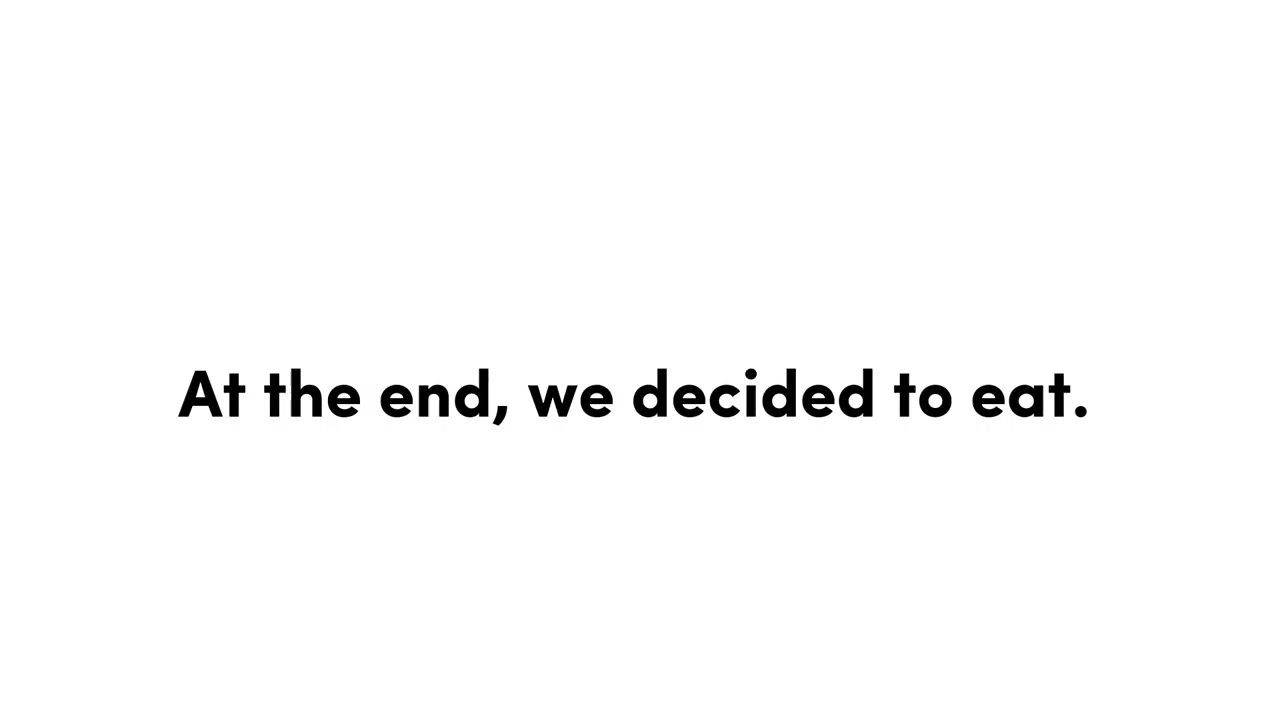 At the end, we decided to eat.